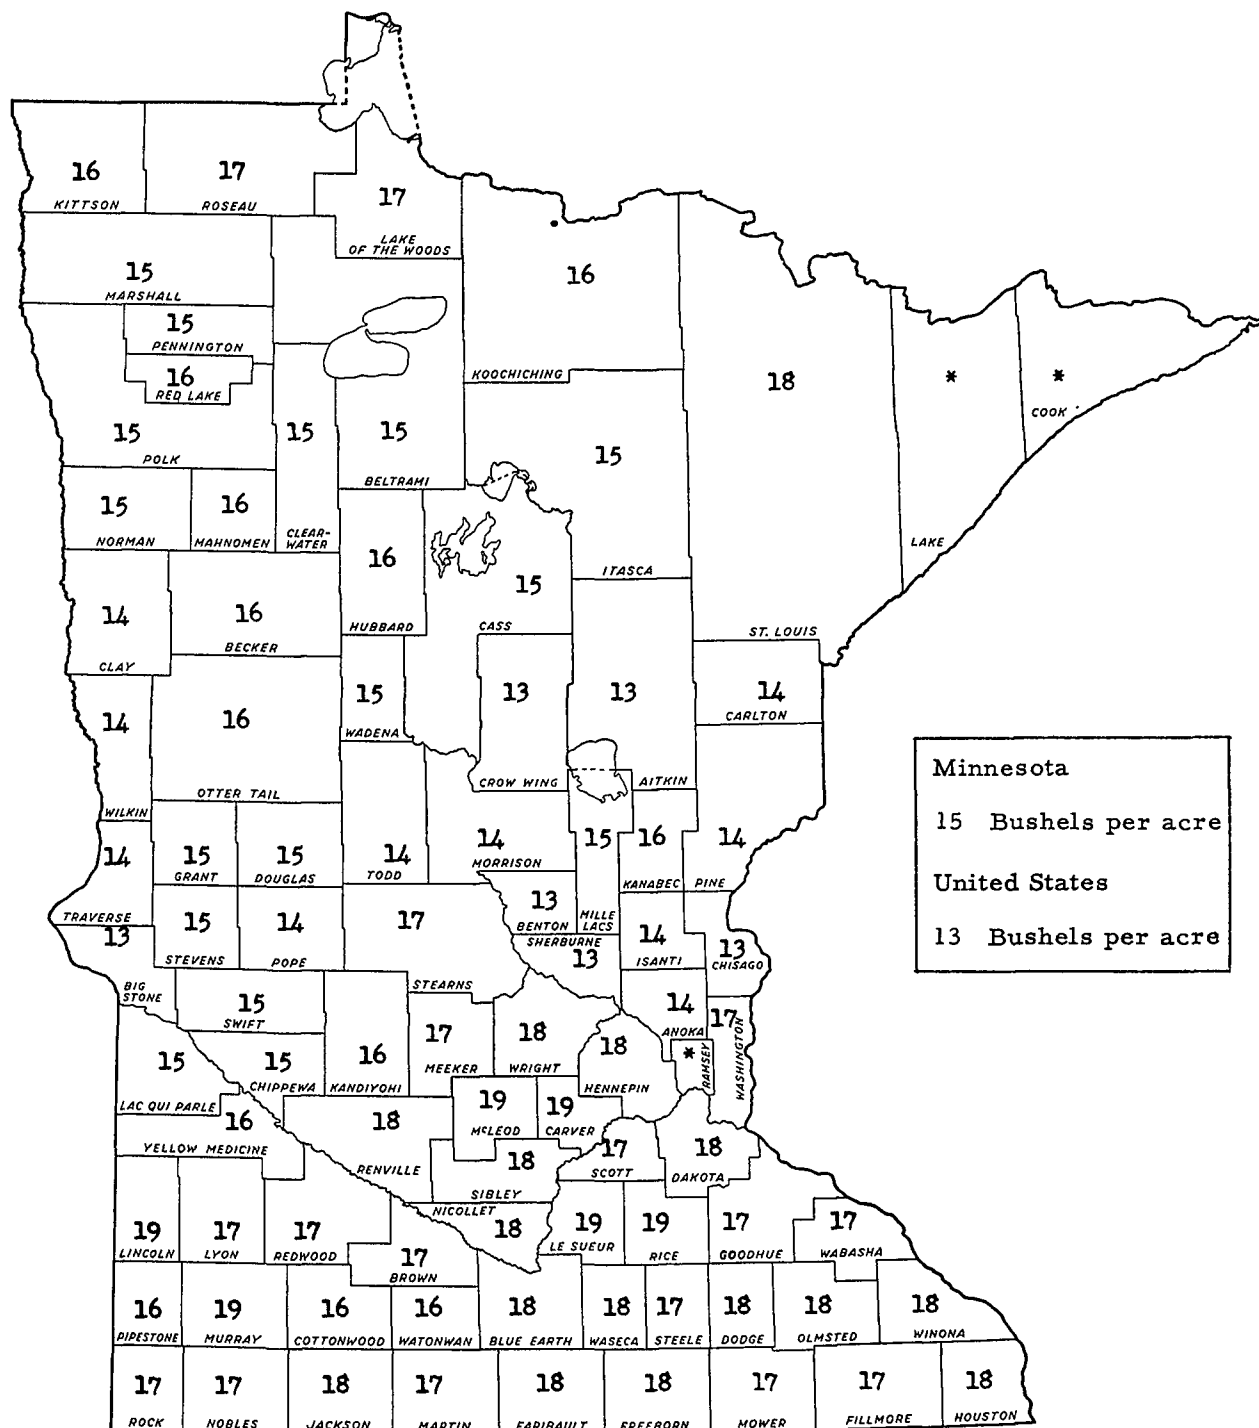 16
KITTSON
17
ROSEAU
17
LAKE
OF THE WOODS
15
MARSHALL
16
KOOCHICHING
15
PENNINGTON
16
RED LAKE
15
POLK
15
CLEAR-
WATER
15
BELTRAMI
15
ITASCA
18
ST. LOUIS
*
LAKE
*
COOK
15
NORMAN
16
MAHNOMEN
16
HUBBARD
15
CASS
14
CLAY
16
BECKER
14
WILKIN
16
OTTER TAIL
15
WADENA
13
CROW WING
13
AITKIN
14
CARLTON
Minnesota
15 Bushels per acre
United States
13 Bushels per acre
14
TRAVERSE
15
GRANT
15
DOUGLAS
14
TODD
14
MORRISON
15
MILLE
LACS
16
KANABEC
14
PINE
13
BENTON
13
BIG
STONE
15
STEVENS
14
POPE
17
STEARNS
SHERBURNE
13
14
ISANTI
13
CHISAGO
15
SWIFT
14
ANOKA
17
WASHINGTON
*
RAMSEY
15
LAC QUI PARLE
15
CHIPPEWA
16
KANDIYOHI
17
MEEKER
18
WRIGHT
18
HENNEPIN
16
YELLOW MEDICINE
18
RENVILLE
19
McLEOD
19
CARVER
17
SCOTT
18
DAKOTA
18
SIBLEY
NICOLLET
18
19
LINCOLN
17
LYON
17
REDWOOD
17
BROWN
19
LE SUEUR
19
RICE
17
GOODHUE
17
WABASHA
16
PIPESTONE
19
MURRAY
16
COTTONWOOD
16
WATONWAN
18
BLUE EARTH
18
WASECA
17
STEELE
18
DODGE
18
OLMSTED
18
WINONA
17
ROCK
17
NOBLES
18
JACKSON
17
MARTIN
18
FARIBAULT
18
FREEBORN
17
MOWER
17
FILLMORE
18
HOUSTON